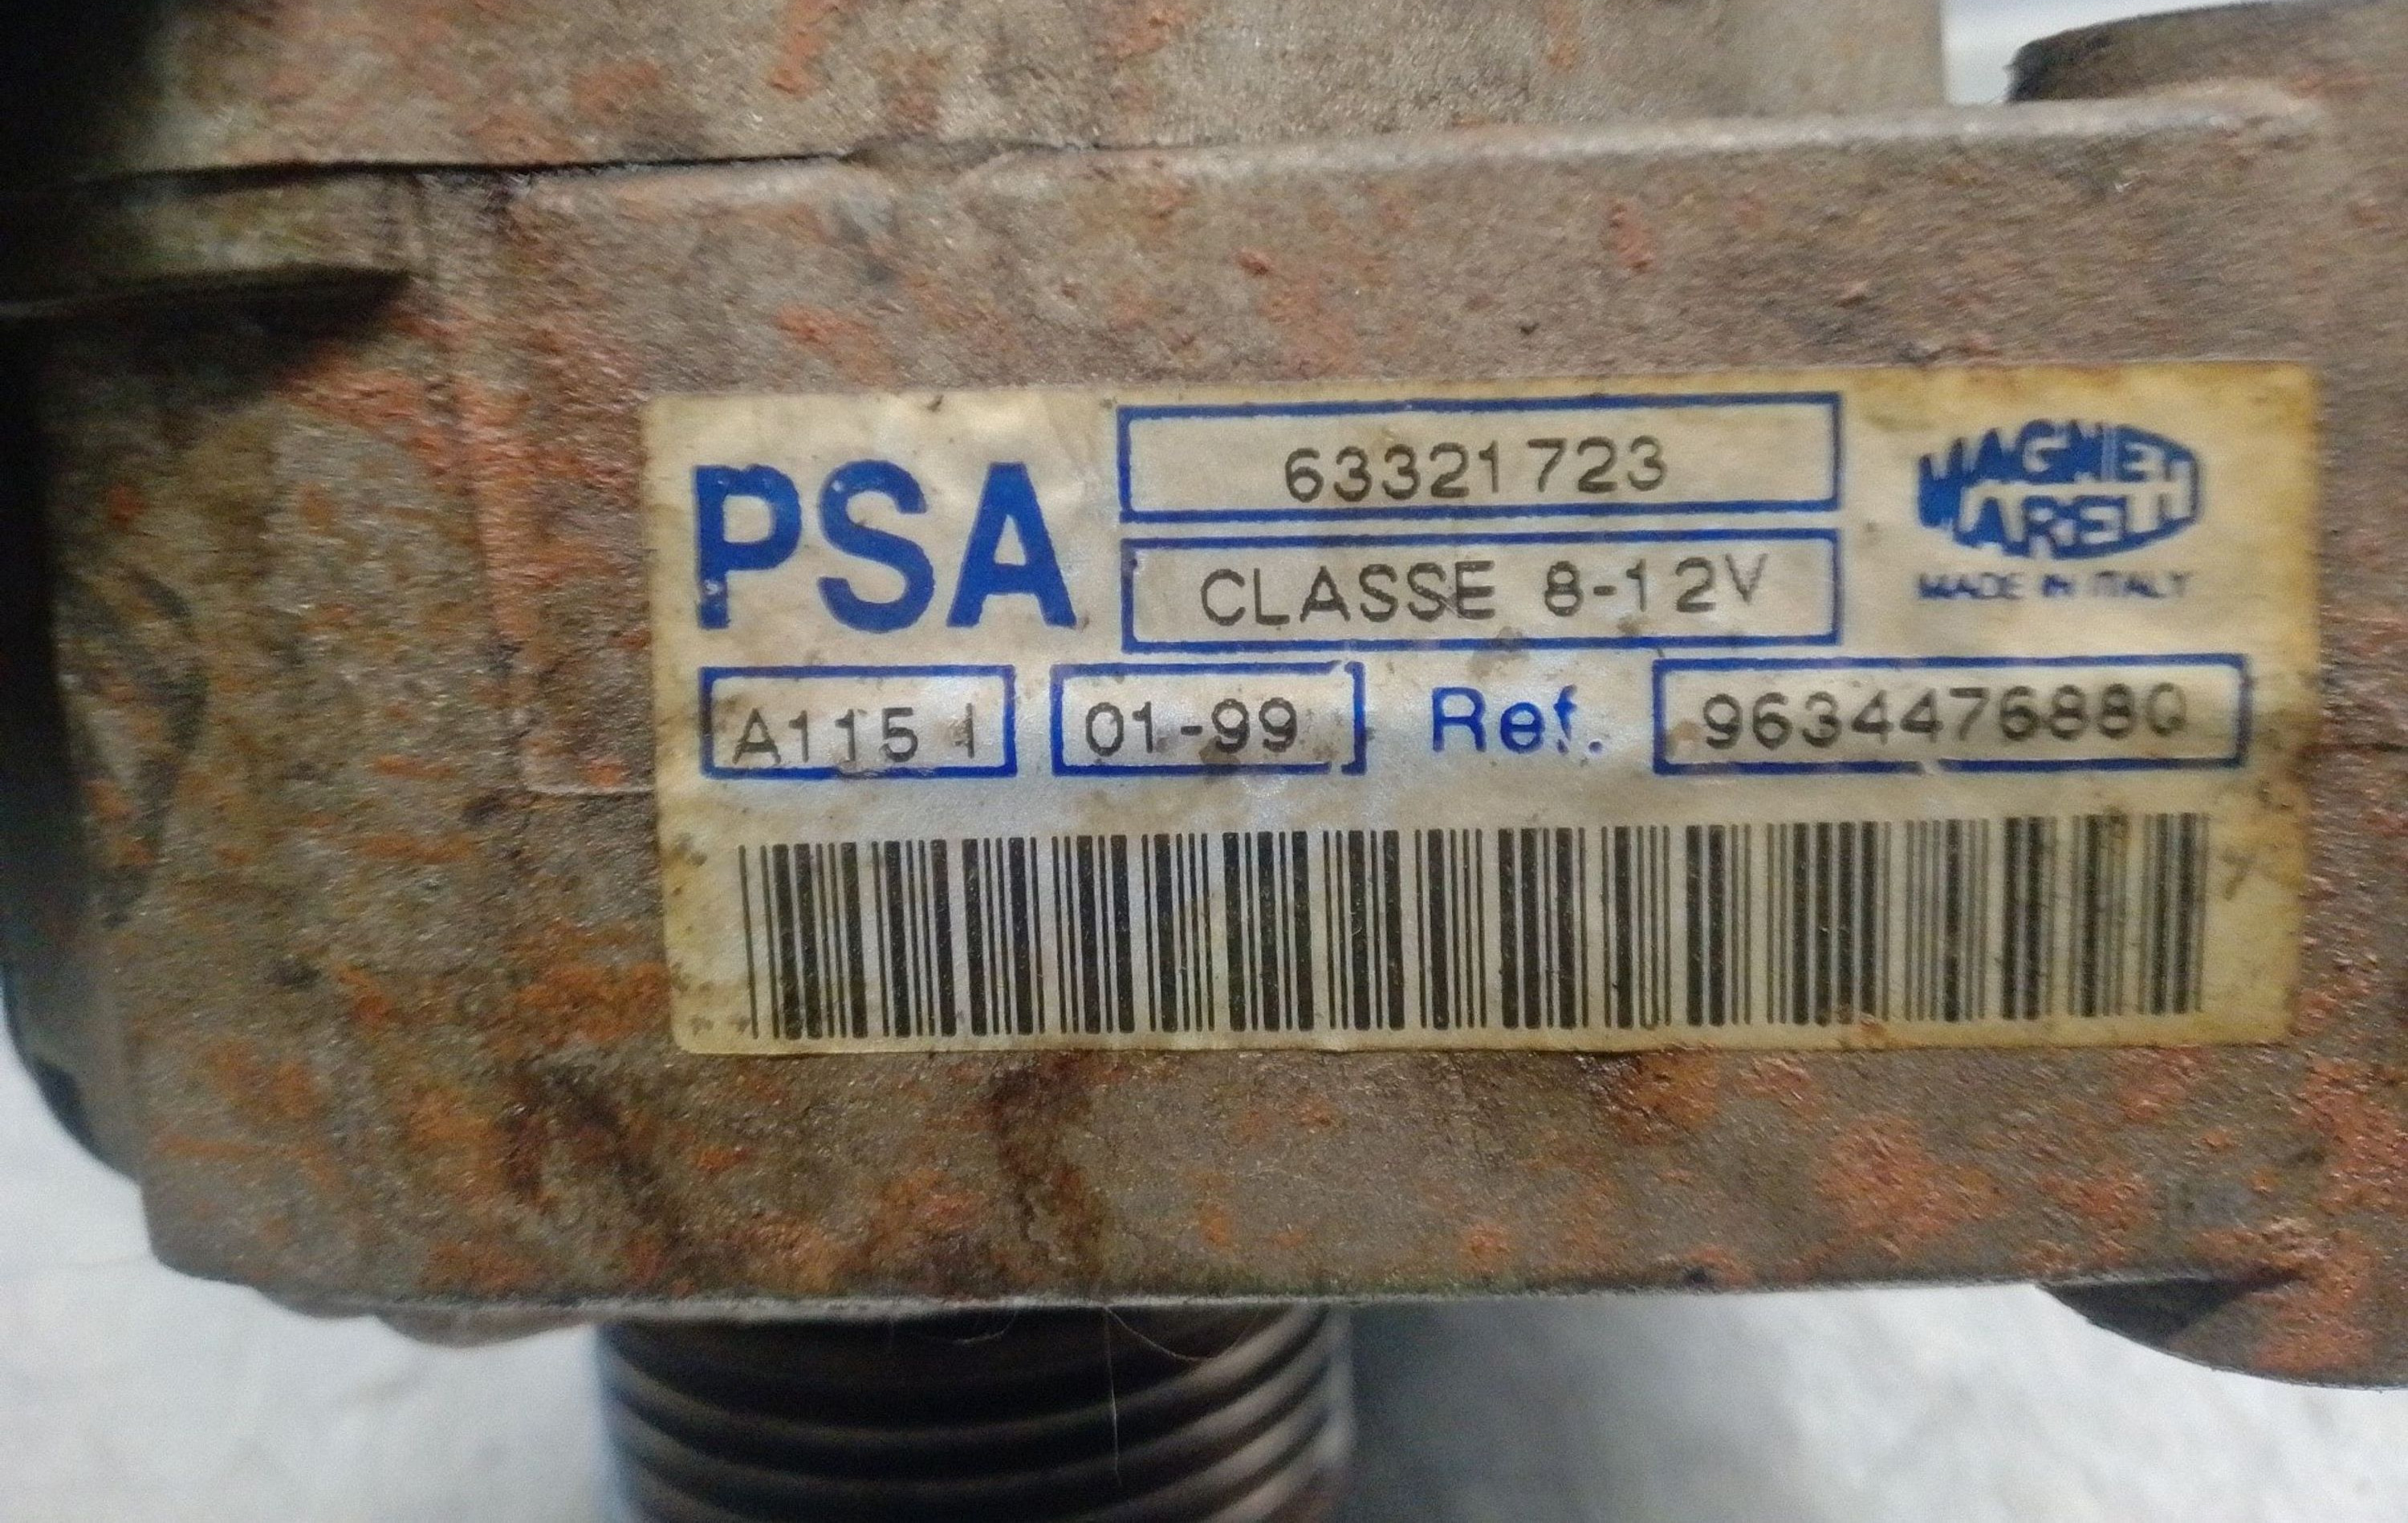 PSA
63321723
CLASSE 8-12V
MAGNETI
MARELLI
MADE IN ITALY
A115 I
01-99
Ref.
9634476880